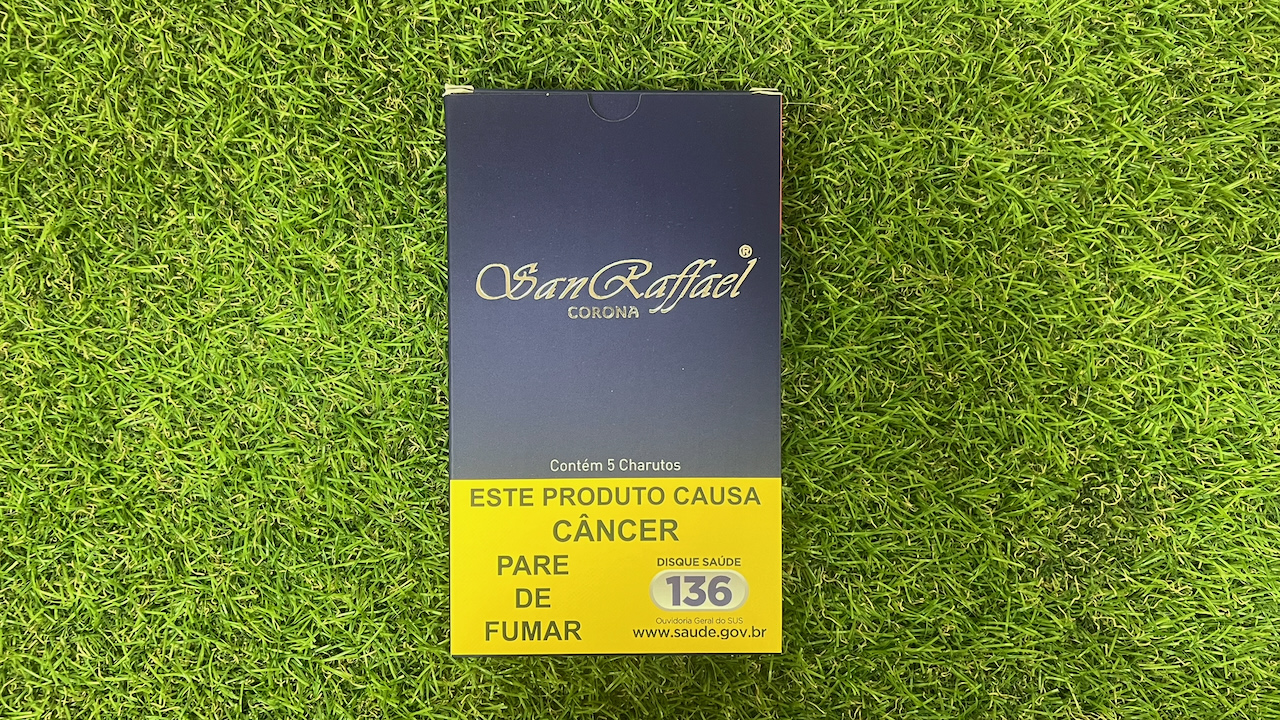 SanRaffael®
CORONA
Contém 5 Charutos
ESTE PRODUTO CAUSA
CÂNCER
PARE
DE
FUMAR
DISQUE SAÚDE
136
Ouvidoria Geral do SUS
www.saude.gov.br